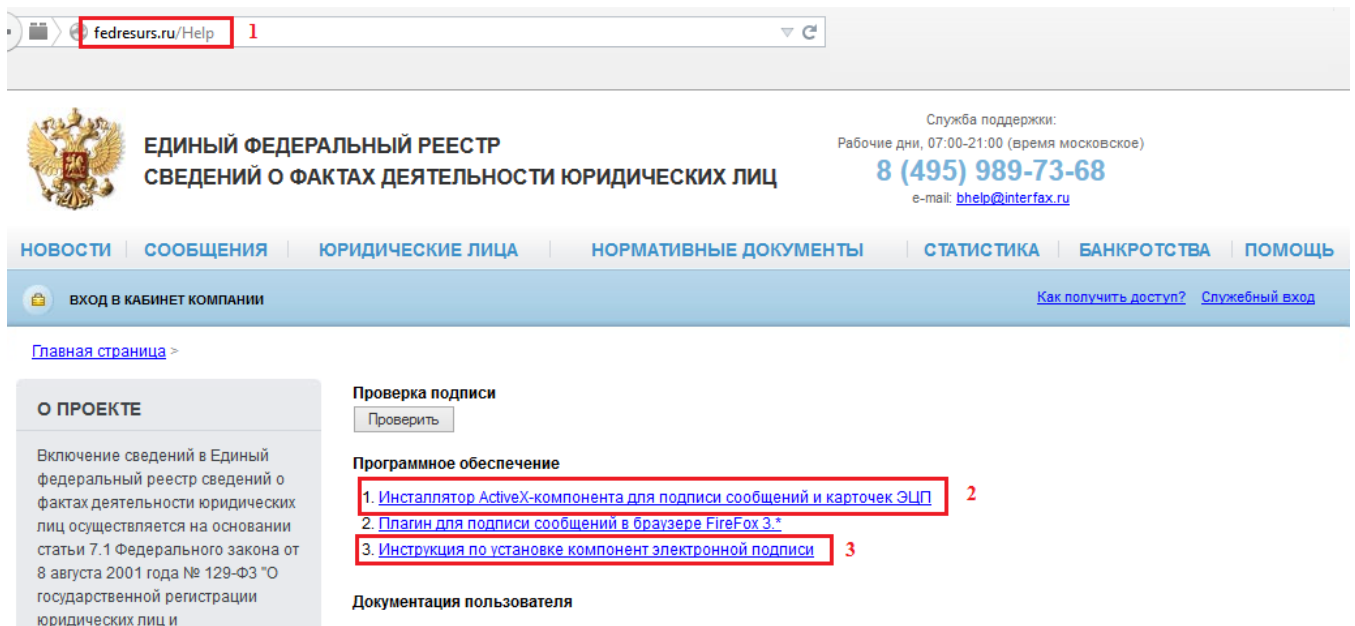 fedresurs.ru/Help 1
ЕДИНЫЙ ФЕДЕРАЛЬНЫЙ РЕЕСТР
СВЕДЕНИЙ О ФАКТАХ ДЕЯТЕЛЬНОСТИ ЮРИДИЧЕСКИХ ЛИЦ
Служба поддержки:
Рабочие дни, 07:00-21:00 (время московское)
8 (495) 989-73-68
e-mail: bhelp@interfax.ru
НОВОСТИ СООБЩЕНИЯ ЮРИДИЧЕСКИЕ ЛИЦА НОРМАТИВНЫЕ ДОКУМЕНТЫ СТАТИСТИКА БАНКРОТСТВА ПОМОЩЬ
ВХОД В КАБИНЕТ КОМПАНИИ Как получить доступ? Служебный вход
Главная страница >
О ПРОЕКТЕ
Включение сведений в Единый
федеральный реестр сведений о
фактах деятельности юридических
лиц осуществляется на основании
статьи 7.1 Федерального закона от
8 августа 2001 года № 129-ФЗ "О
государственной регистрации
юридических лиц и
Проверка подписи
Проверить
Программное обеспечение
1. Инсталлятор ActiveX-компонента для подписи сообщений и карточек ЭЦП 2
2. Плагин для подписи сообщений в браузере FireFox 3.*
3. Инструкция по установке компонент электронной подписи 3
Документация пользователя